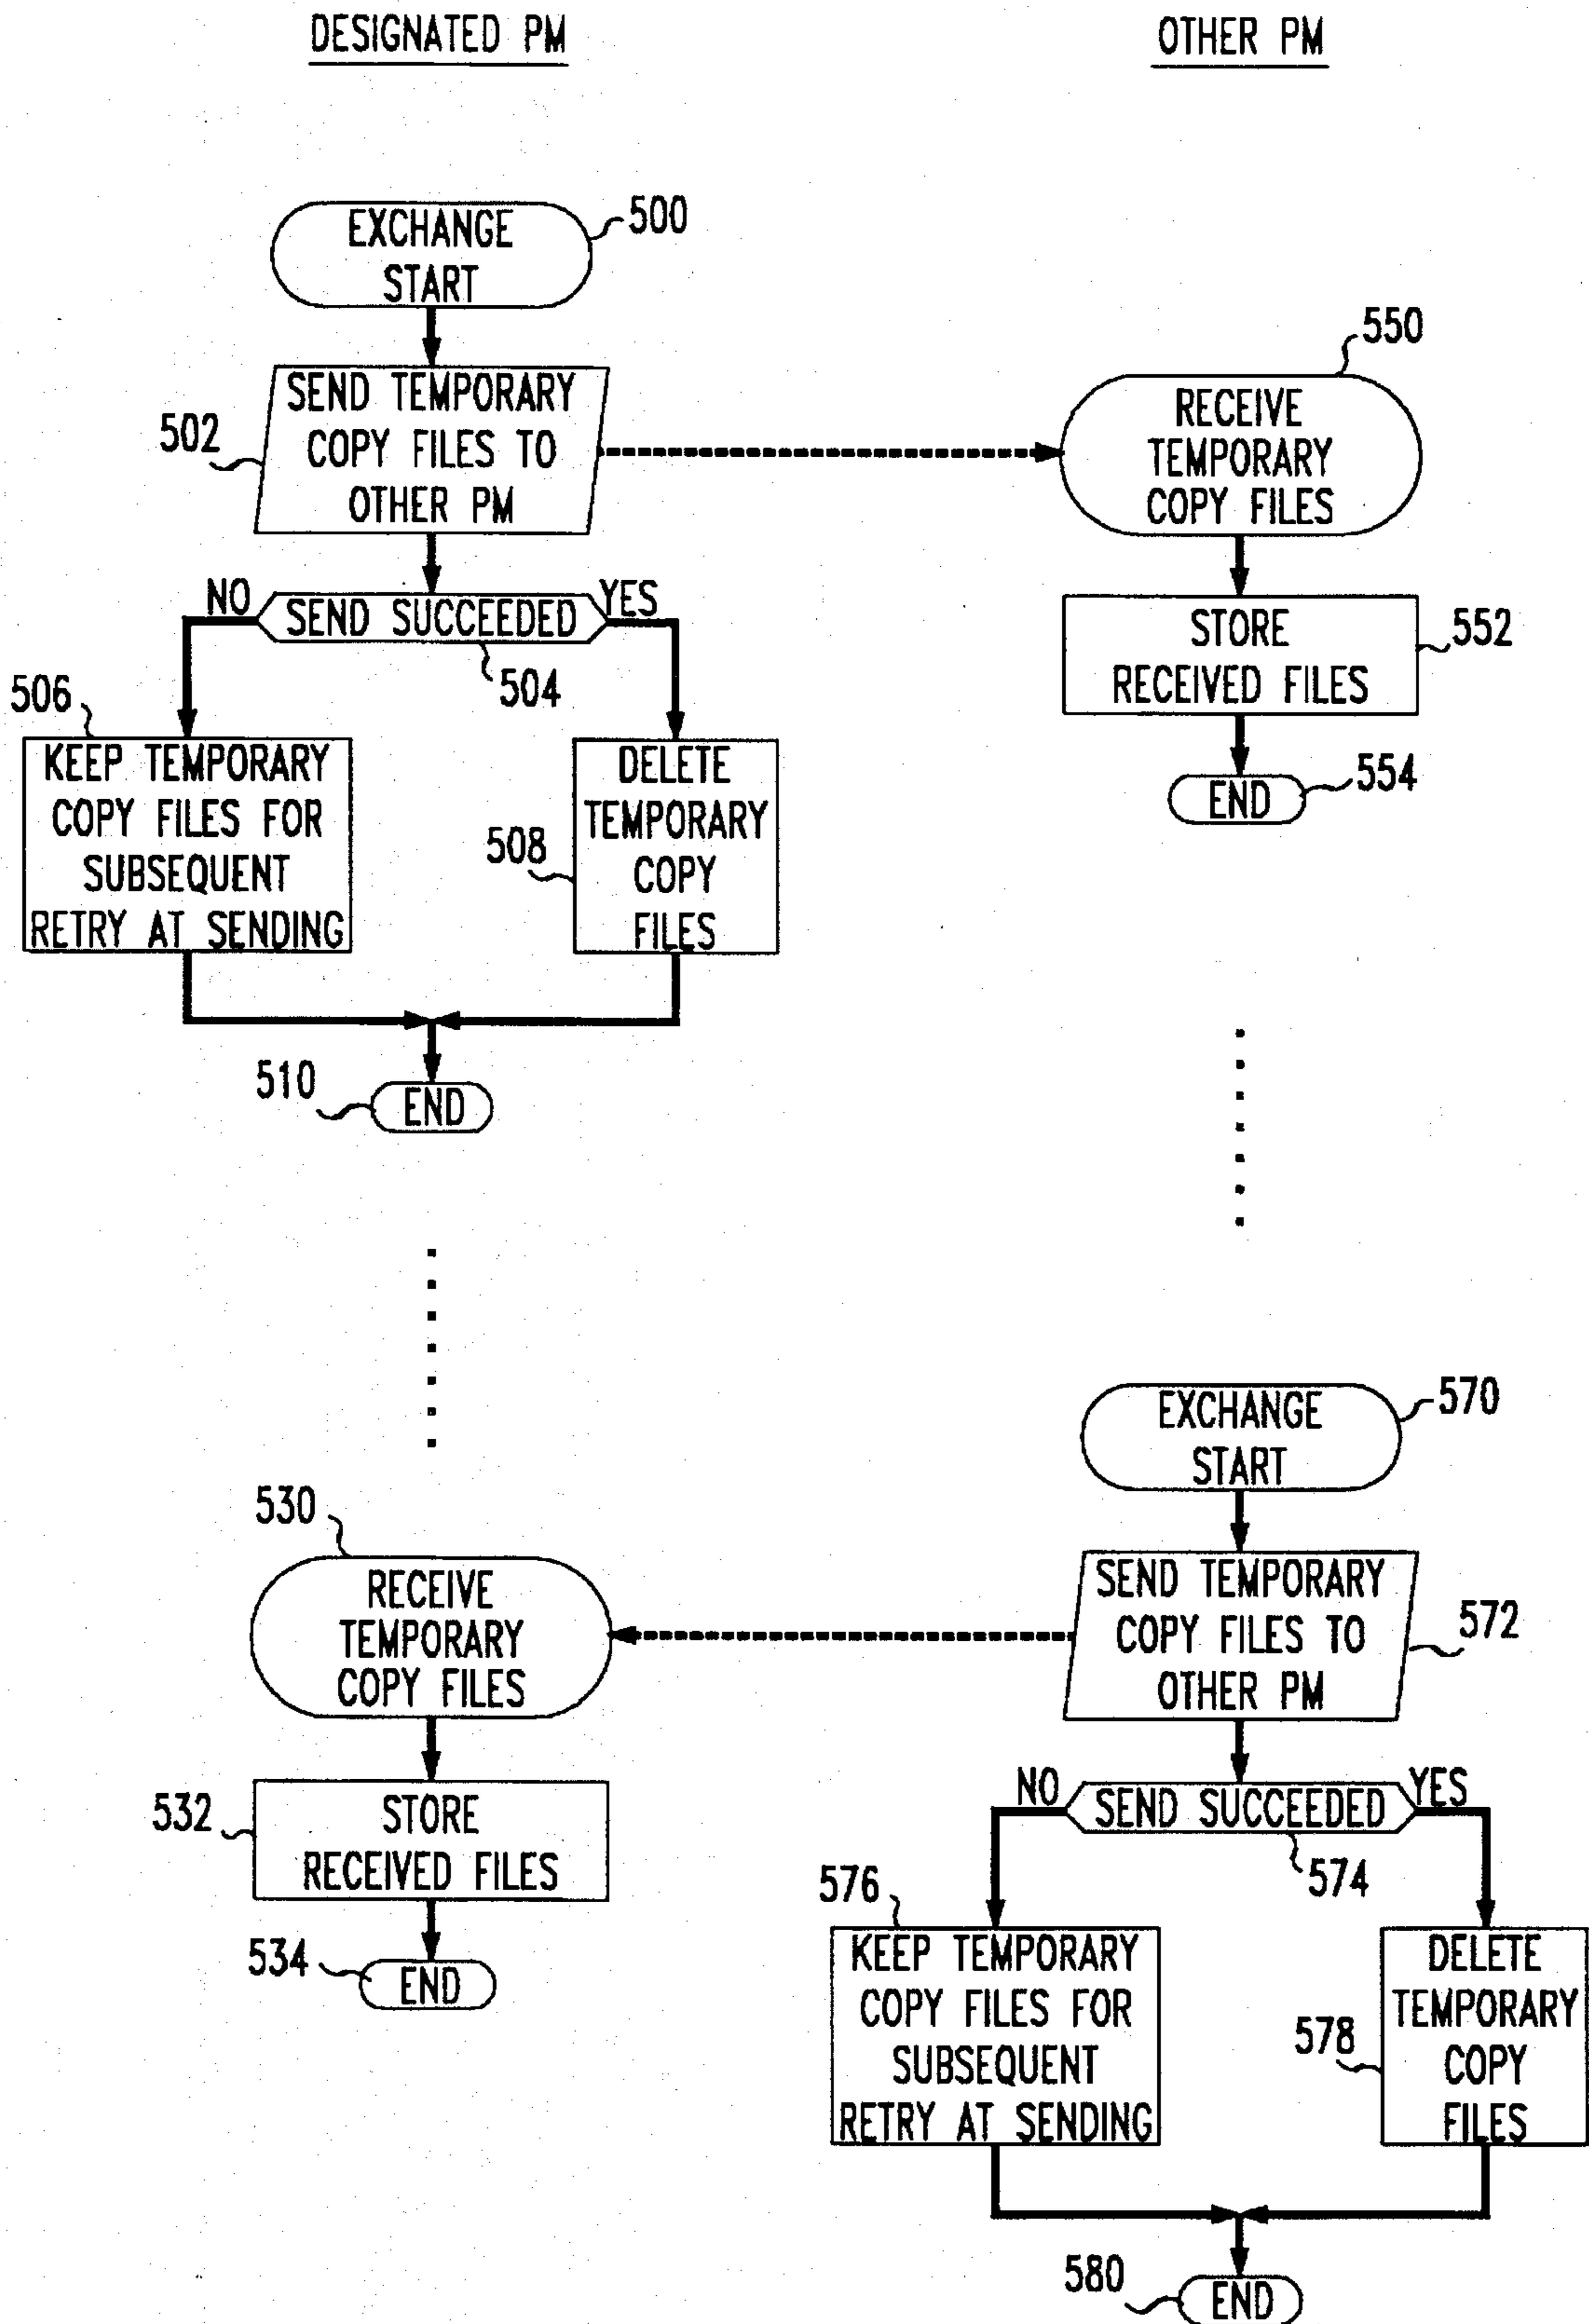 DESIGNATED PM
OTHER PM
EXCHANGE
START
500
SEND TEMPORARY
COPY FILES TO
OTHER PM
502
NO
SEND SUCCEEDED
YES
504
506
KEEP TEMPORARY
COPY FILES FOR
SUBSEQUENT
RETRY AT SENDING
508
DELETE
TEMPORARY
COPY
FILES
510
END
550
RECEIVE
TEMPORARY
COPY FILES
STORE
RECEIVED FILES
552
END
554
530
RECEIVE
TEMPORARY
COPY FILES
532
STORE
RECEIVED FILES
534
END
EXCHANGE
START
570
SEND TEMPORARY
COPY FILES TO
OTHER PM
572
NO
SEND SUCCEEDED
YES
574
576
KEEP TEMPORARY
COPY FILES FOR
SUBSEQUENT
RETRY AT SENDING
578
DELETE
TEMPORARY
COPY
FILES
580
END